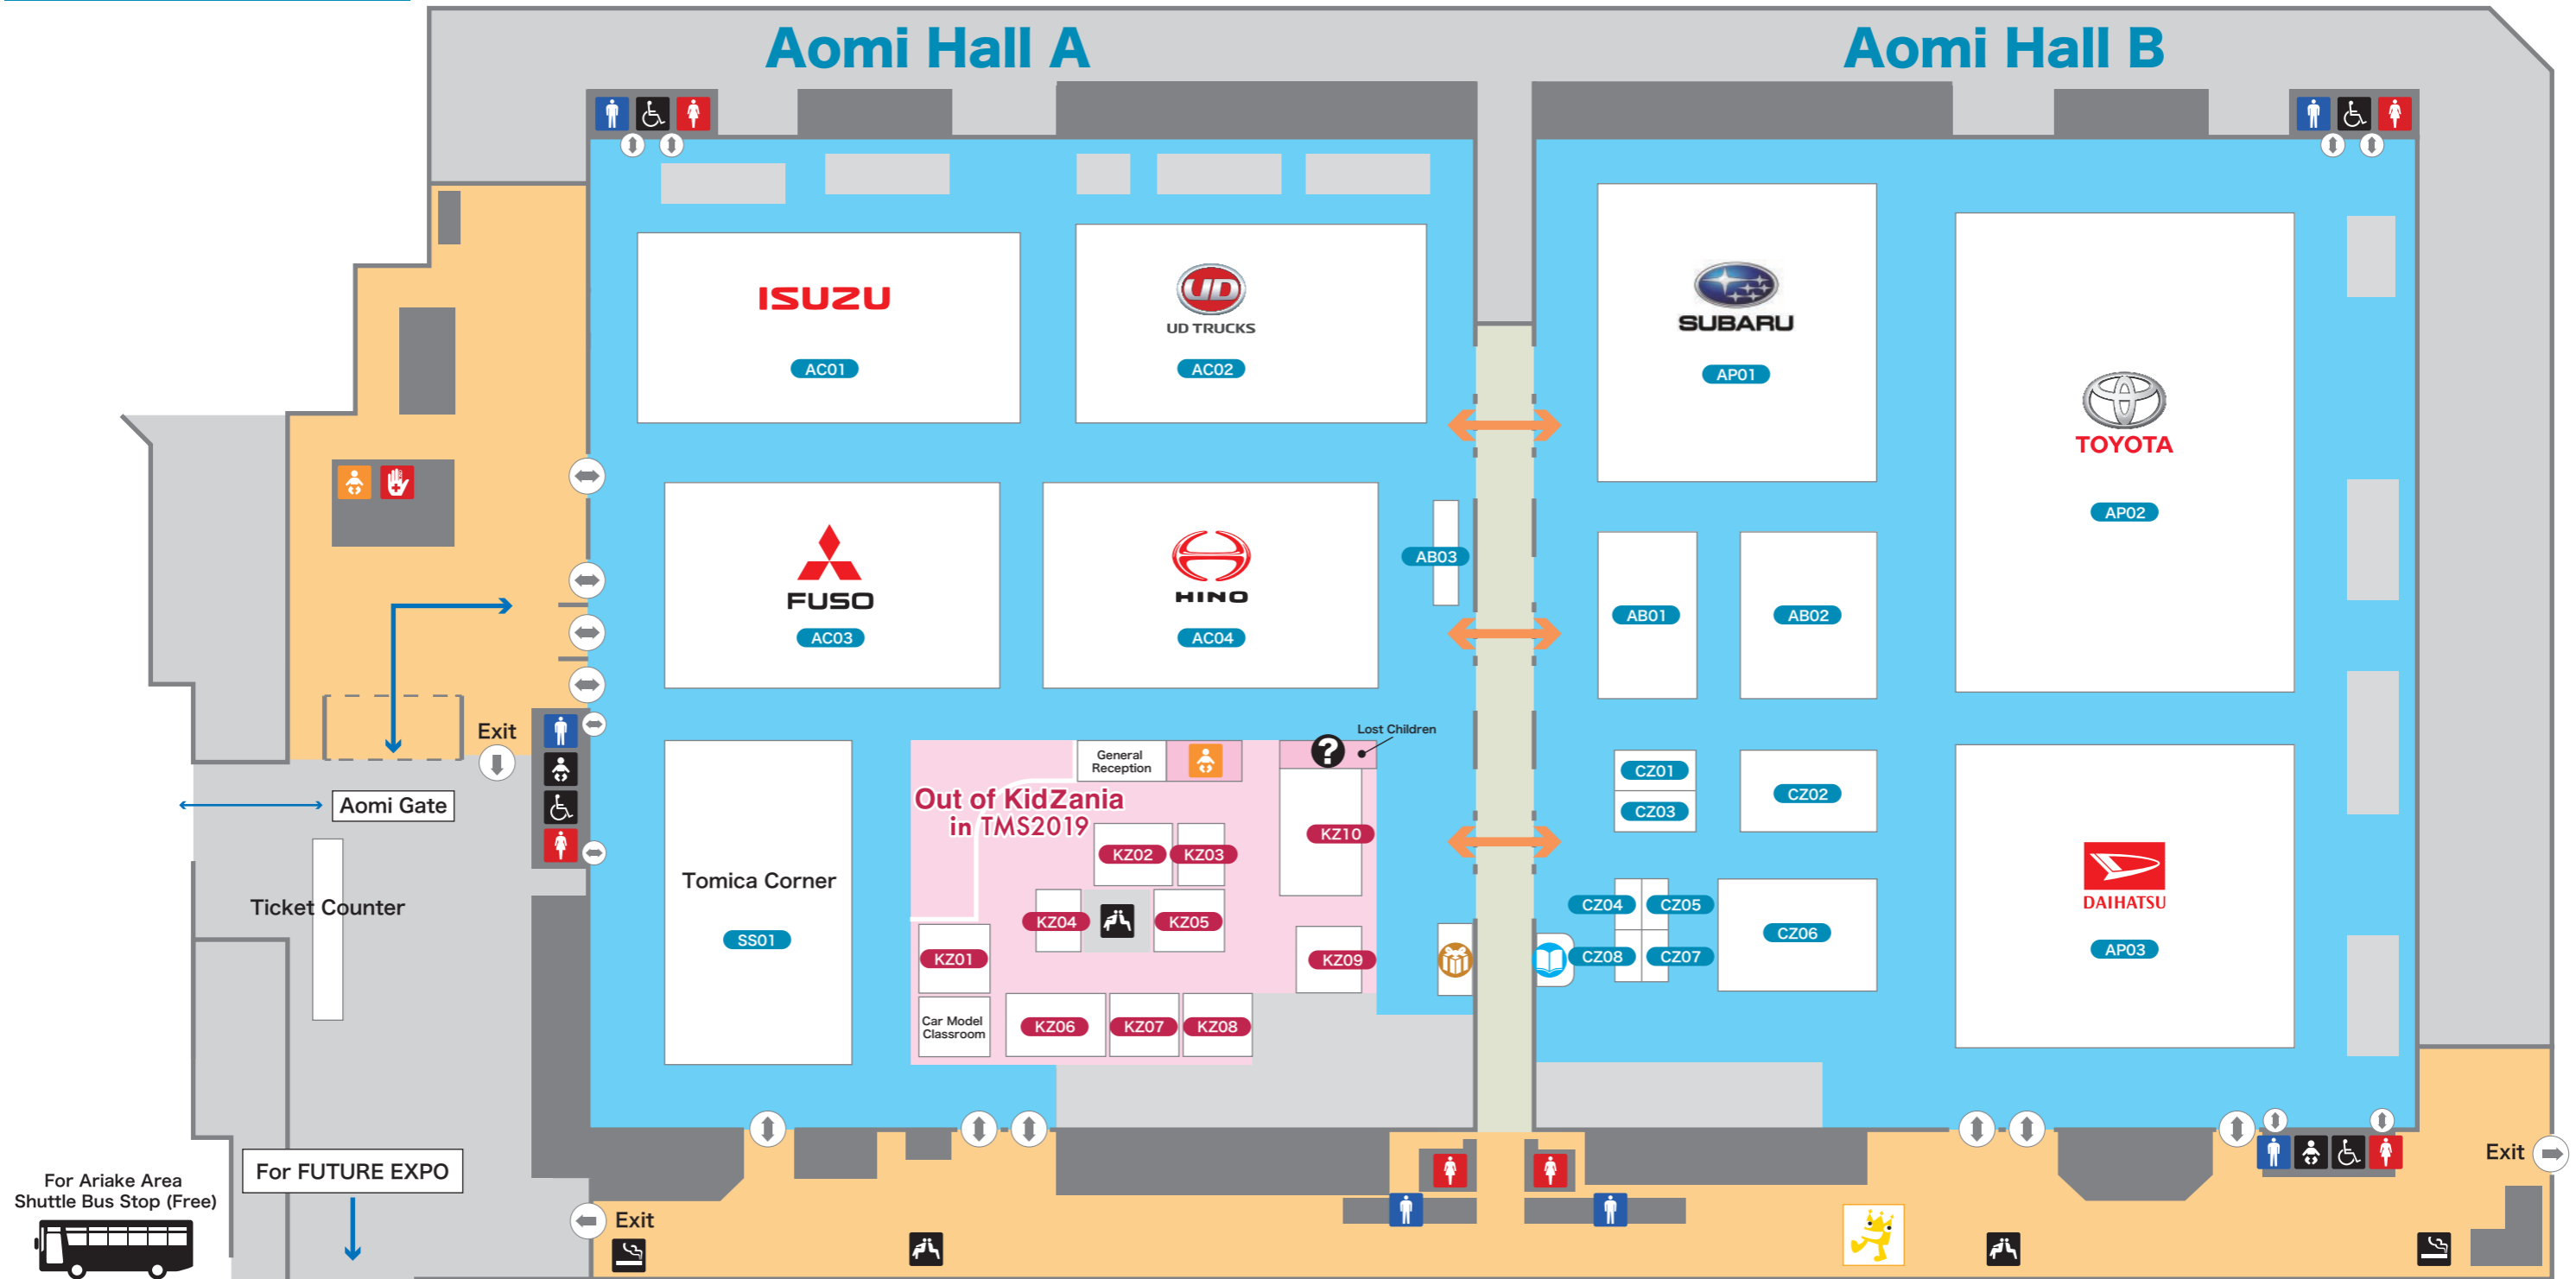 Aomi Hall A
Aomi Hall B
ISUZU
AC01
UD
UD TRUCKS
AC02
SUBARU
AP01
TOYOTA
AP02
FUSO
AC03
HINO
AC04
AB03
AB01
AB02
Exit
Aomi Gate
Ticket Counter
Tomica Corner
SS01
General
Reception
?
Lost Children
Out of KidZania
in TMS2019
KZ02
KZ03
KZ10
KZ04
KZ05
KZ01
KZ09
Car Model
Classroom
KZ06
KZ07
KZ08
CZ01
CZ03
CZ02
CZ04
CZ05
CZ08
CZ07
CZ06
DAIHATSU
AP03
For FUTURE EXPO
For Ariake Area
Shuttle Bus Stop (Free)
Exit
Exit